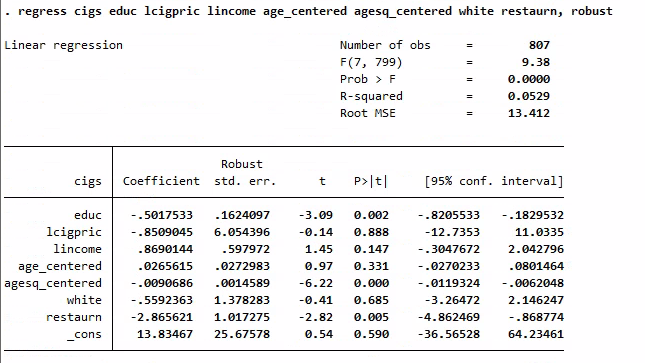 . regress cigs educ lcigpric lincome age_centered agesq_centered white restaurn, robust
Linear regression Number of obs = 807
F(7, 799) = 9.38
Prob > F = 0.0000
R-squared = 0.0529
Root MSE = 13.412
Robust
cigs Coefficient std. err. t P>|t| [95% conf. interval]
educ -.5017533 .1624097 -3.09 0.002 -.8205533 -.1829532
lcigpric -.8509045 6.054396 -0.14 0.888 -12.7353 11.0335
lincome .8690144 .597972 1.45 0.147 -.3047672 2.042796
age_centered .0265615 .0272983 0.97 0.331 -.0270233 .0801464
agesq_centered -.0090686 .0014589 -6.22 0.000 -.0119324 -.0062048
white -.5592363 1.378283 -0.41 0.685 -3.26472 2.146247
restaurn -2.865621 1.017275 -2.82 0.005 -4.862469 -.868774
_cons 13.83467 25.67578 0.54 0.590 -36.56528 64.23461